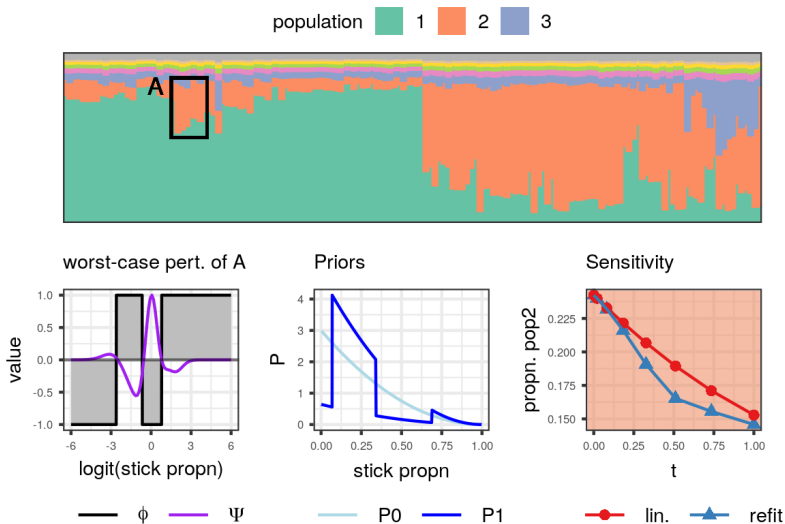 population 1 2 3
A
worst-case pert. of A
Priors
Sensitivity
value
1.0
0.5
0.0
-0.5
-1.0
-6 -3 0 3 6
logit(stick propn)
P
4
3
2
1
0
0.00 0.25 0.50 0.75 1.00
stick propn
propn. pop2
0.225
0.200
0.175
0.150
0.00 0.25 0.50 0.75 1.00
t
ϕ Ψ
P0 P1
lin. refit